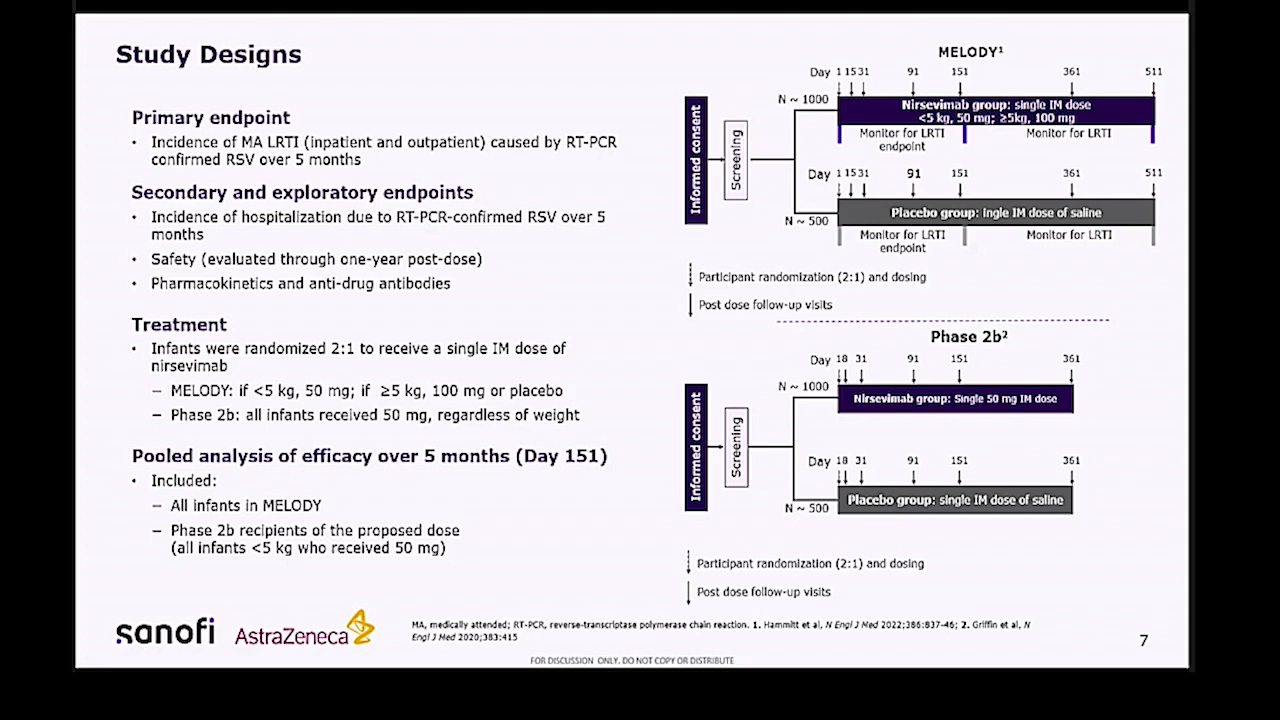 Study Designs
Primary endpoint
• Incidence of MA LRTI (inpatient and outpatient) caused by RT-PCR
confirmed RSV over 5 months
Secondary and exploratory endpoints
• Incidence of hospitalization due to RT-PCR-confirmed RSV over 5
months
• Safety (evaluated through one-year post-dose)
• Pharmacokinetics and anti-drug antibodies
Treatment
• Infants were randomized 2:1 to receive a single IM dose of
nirsevimab
– MELODY: if <5 kg, 50 mg; if ≥5 kg, 100 mg or placebo
– Phase 2b: all infants received 50 mg, regardless of weight
Pooled analysis of efficacy over 5 months (Day 151)
• Included:
– All infants in MELODY
– Phase 2b recipients of the proposed dose
(all infants <5 kg who received 50 mg)
MELODY¹
Day 1 15 31 91 151 361 511
Informed consent
Screening
N ~ 1000
Nirsevimab group: single IM dose
<5 kg, 50 mg; ≥5kg, 100 mg
Monitor for LRTI
endpoint
Monitor for LRTI
Day 1 15 31 91 151 361 511
N ~ 500
Placebo group: ingle IM dose of saline
Monitor for LRTI
endpoint
Monitor for LRTI
Participant randomization (2:1) and dosing
Post dose follow-up visits
Phase 2b²
Day 18 31 91 151 361
Informed consent
Screening
N ~ 1000
Nirsevimab group: Single 50 mg IM dose
Day 18 31 91 151 361
N ~ 500
Placebo group: single IM dose of saline
Participant randomization (2:1) and dosing
Post dose follow-up visits
sanofi
AstraZeneca
MA, medically attended; RT-PCR, reverse-transcriptase polymerase chain reaction. 1. Hammitt et al, N Engl J Med 2022;386:837-46; 2. Griffin et al, N
Engl J Med 2020;383:415
7
FOR DISCUSSION ONLY. DO NOT COPY OR DISTRIBUTE